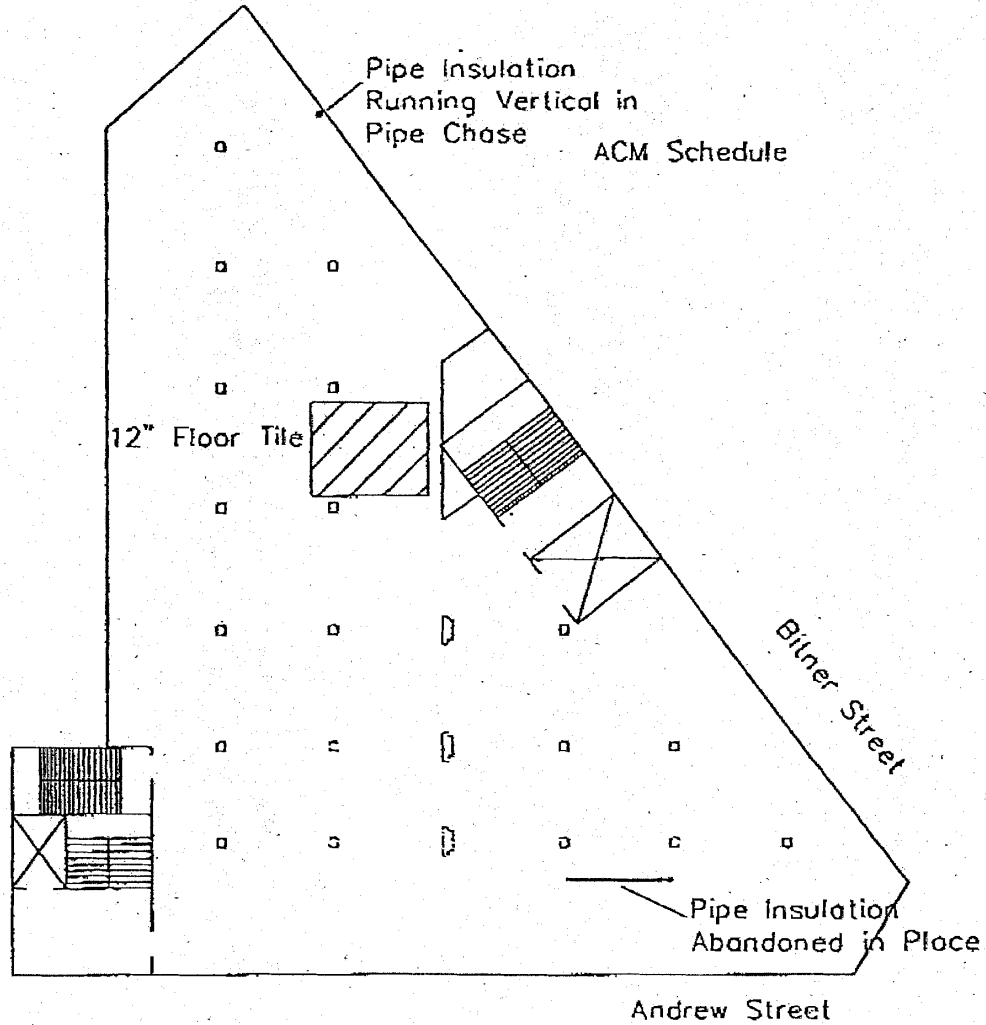 Pipe Insulation
Running Vertical in
Pipe Chase
ACM Schedule
12" Floor Tile
Bilner Street
Pipe Insulation
Abandoned in Place
Andrew Street